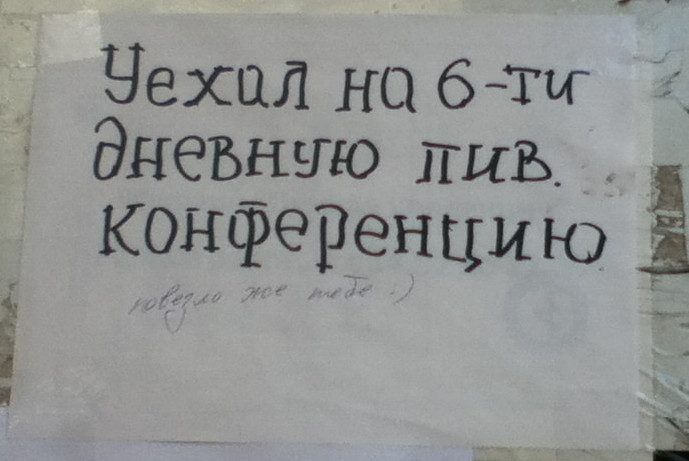 Уехал на 6-ти
дневную пив.
конференцию
повезло же тебе :)